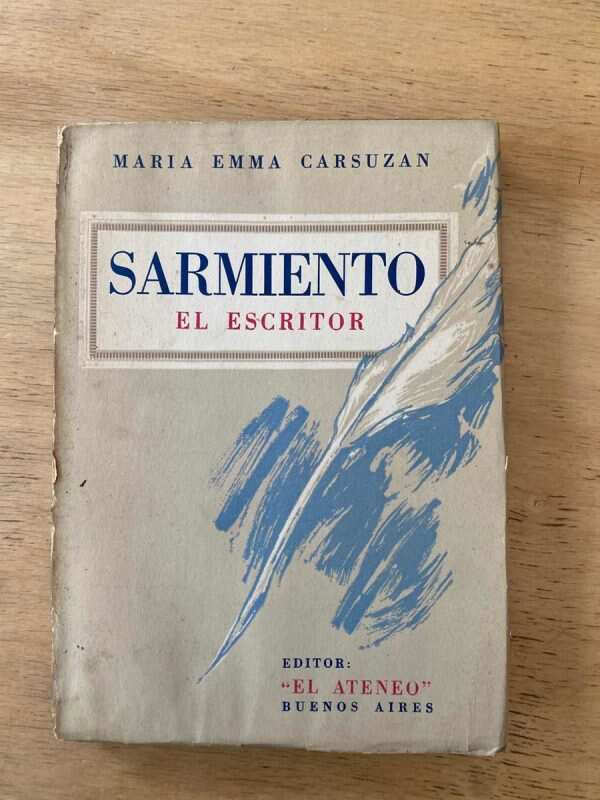 MARIA EMMA CARSUZAN
SARMIENTO
EL ESCRITOR
EDITOR:
"EL ATENEO"
BUENOS AIRES